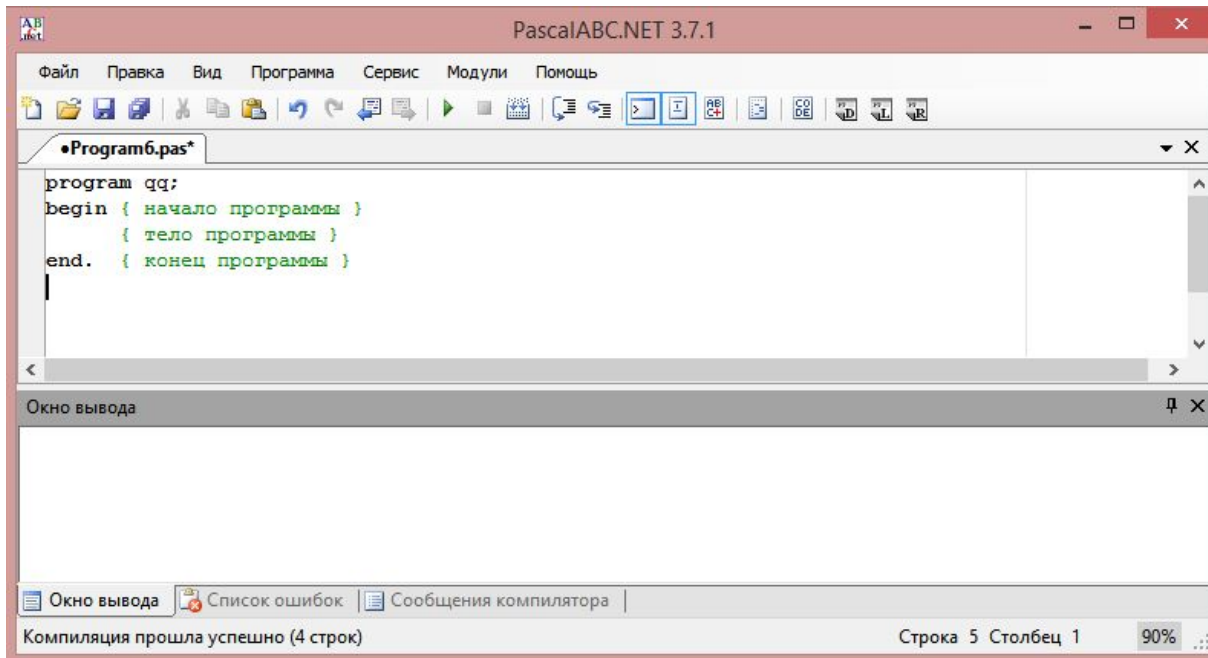 PascalABC.NET 3.7.1
Файл Правка Вид Программа Сервис Модули Помощь
•Program6.pas*
program qq;
begin { начало программы }
{ тело программы }
end. { конец программы }
Окно вывода
Окно вывода Список ошибок Сообщения компилятора
Компиляция прошла успешно (4 строк) Строка 5 Столбец 1 90%